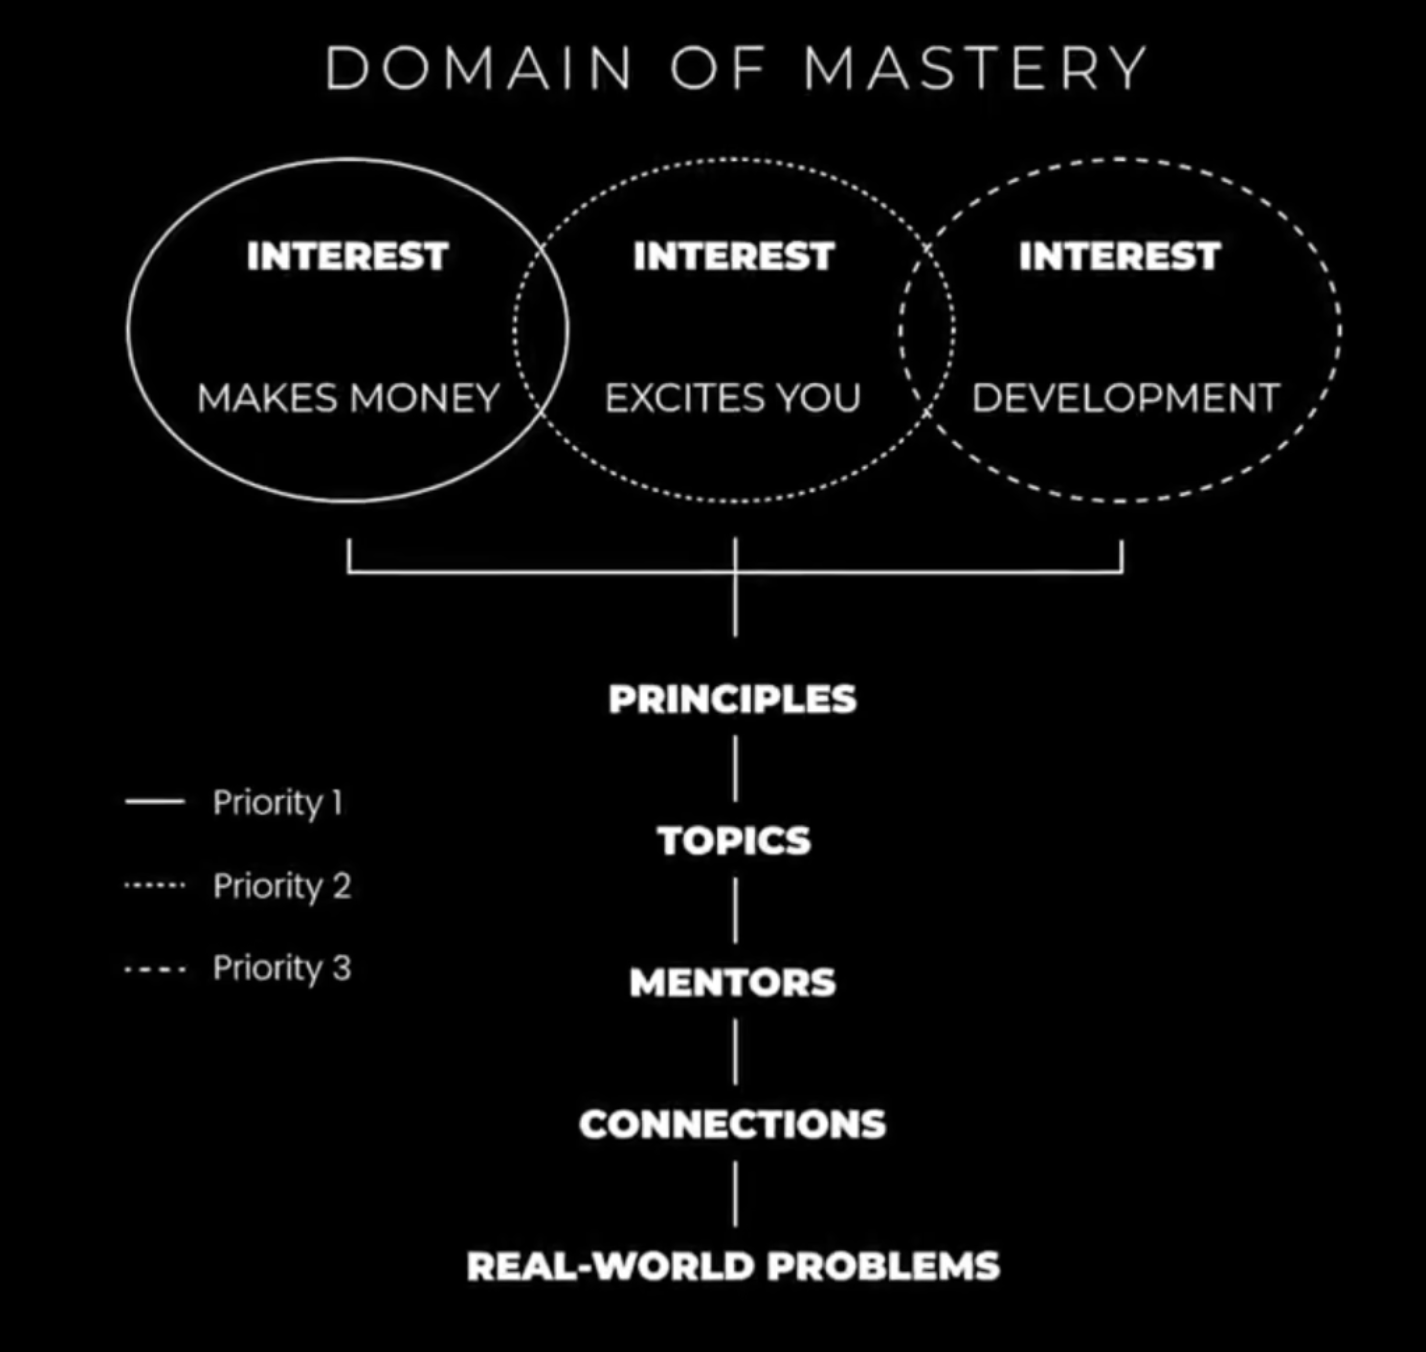 DOMAIN OF MASTERY
INTEREST
MAKES MONEY
INTEREST
EXCITES YOU
INTEREST
DEVELOPMENT
PRINCIPLES
TOPICS
MENTORS
CONNECTIONS
REAL-WORLD PROBLEMS
Priority 1
Priority 2
Priority 3